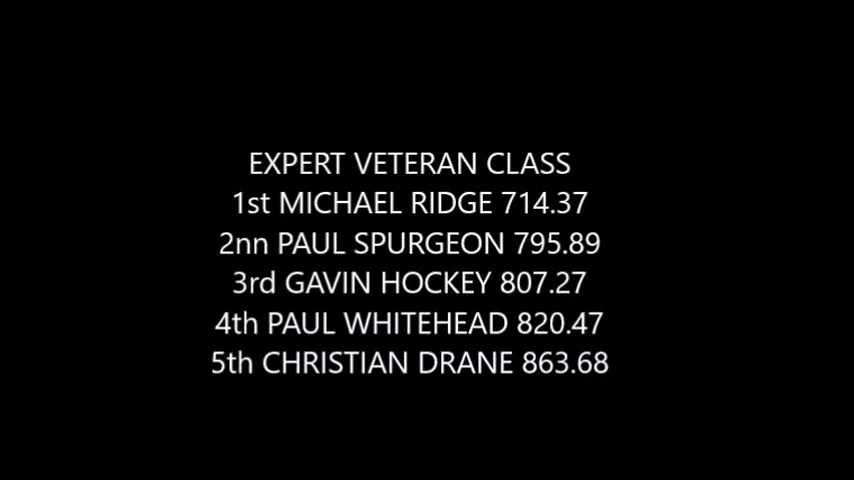 EXPERT VETERAN CLASS
1st MICHAEL RIDGE 714.37
2nn PAUL SPURGEON 795.89
3rd GAVIN HOCKEY 807.27
4th PAUL WHITEHEAD 820.47
5th CHRISTIAN DRANE 863.68